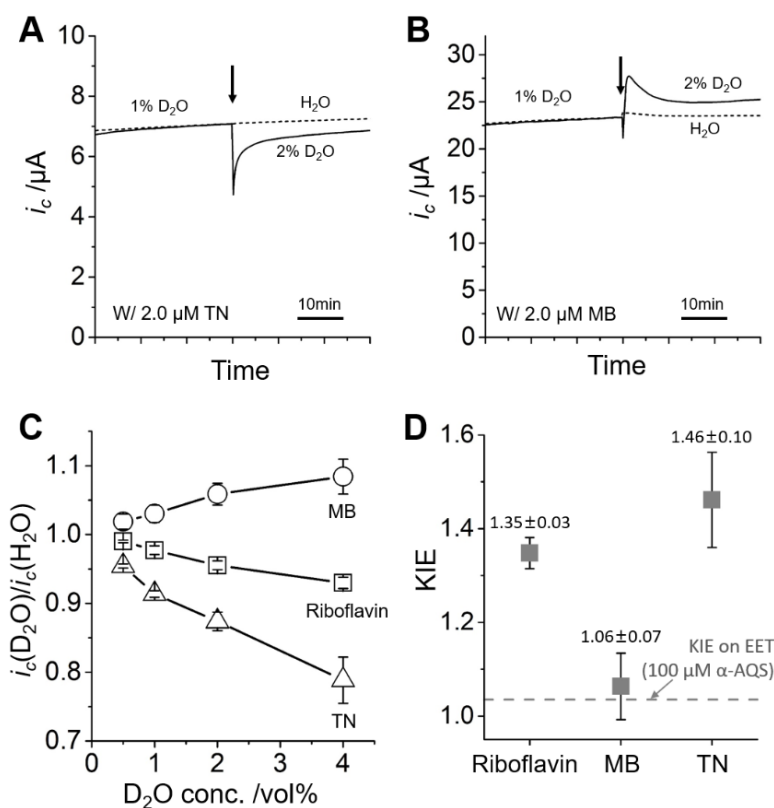 A
10
8
6
4
2
0
i_c /µA
1% D₂O
H₂O
2% D₂O
W/ 2.0 µM TN
10min
Time
B
30
25
20
15
10
5
0
i_c /µA
1% D₂O
2% D₂O
H₂O
W/ 2.0 µM MB
10min
Time
C
1.1
1.0
0.9
0.8
0.7
i_c(D₂O)/i_c(H₂O)
MB
Riboflavin
TN
0 1 2 3 4
D₂O conc. /vol%
D
1.6
1.4
1.2
1.0
KIE
1.46±0.10
1.35±0.03
1.06±0.07
KIE on EET
(100 µM α-AQS)
Riboflavin MB TN